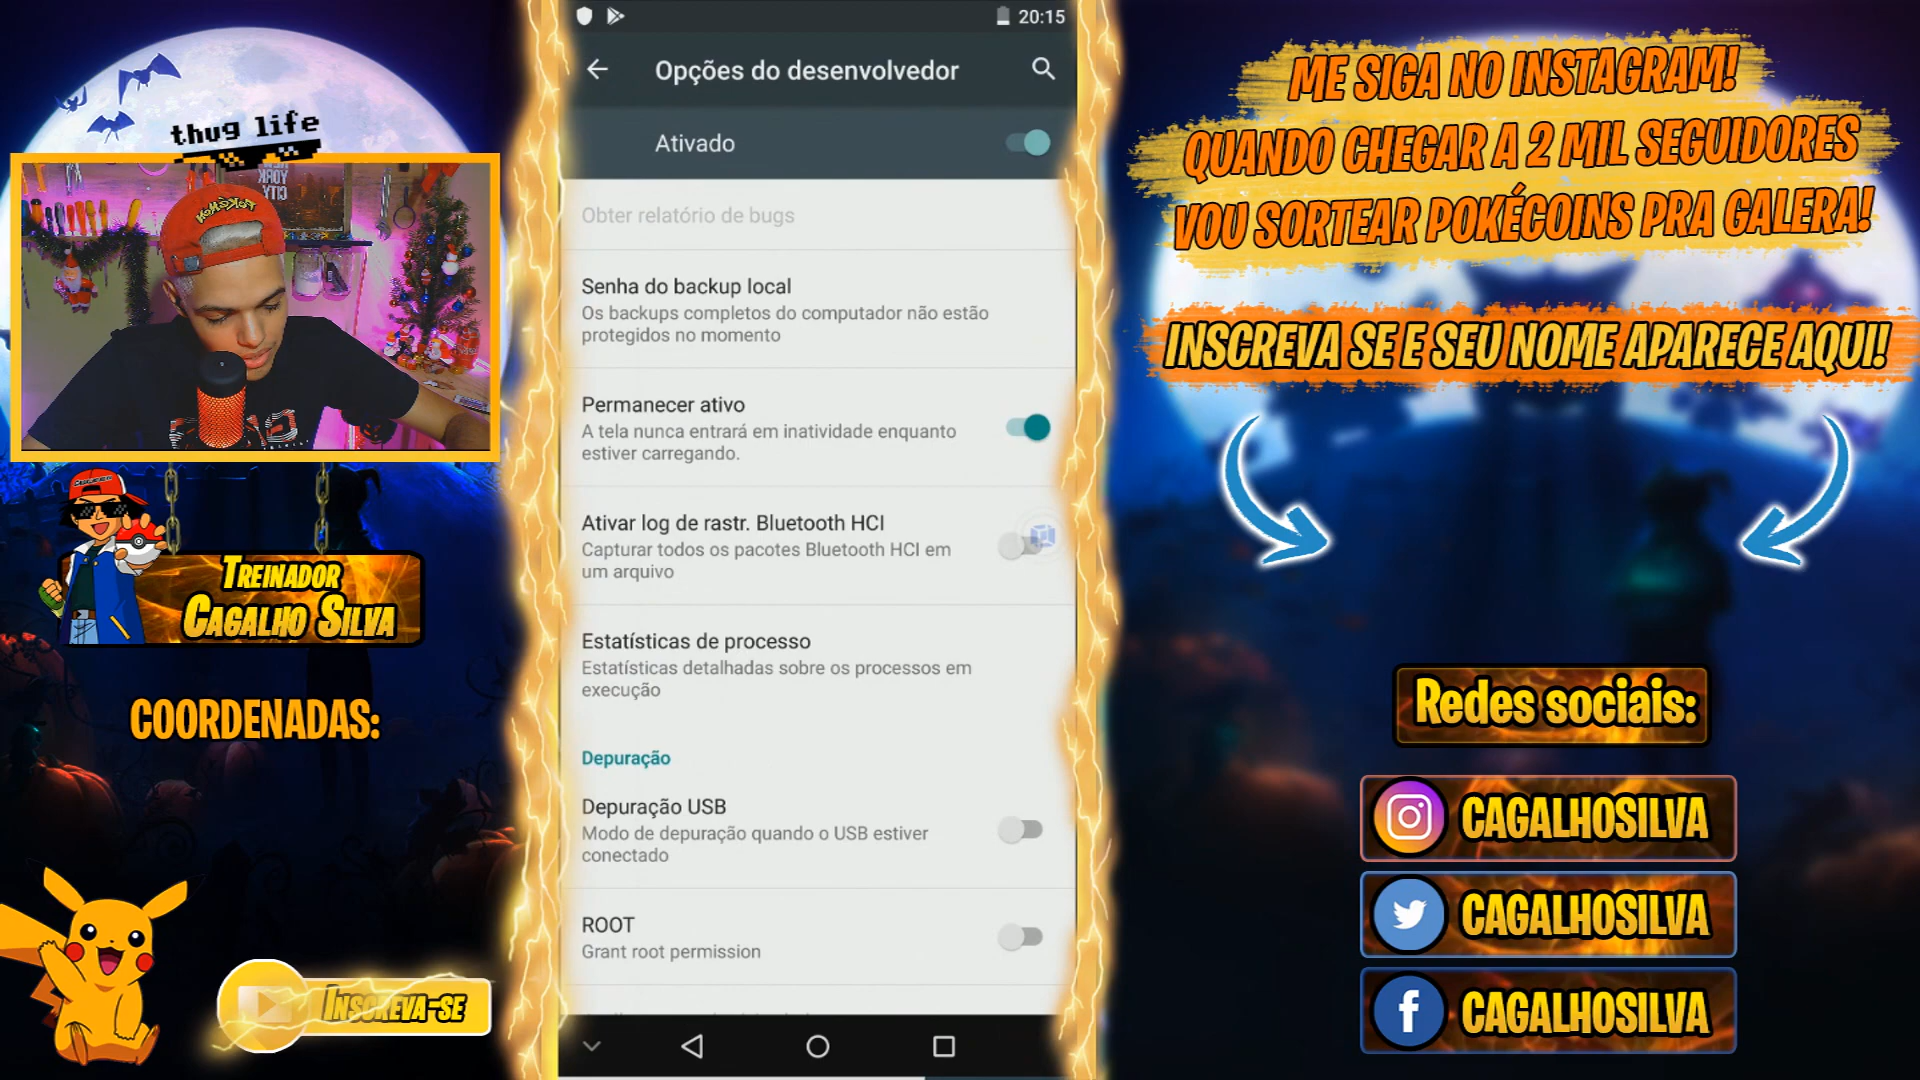 thug life
YORK
CITY
POKéMON
TREINADOR
CAGALHO SILVA
COORDENADAS:
INSCREVA-SE
20:15
Opções do desenvolvedor
Ativado
Obter relatório de bugs
Senha do backup local
Os backups completos do computador não estão
protegidos no momento
Permanecer ativo
A tela nunca entrará em inatividade enquanto
estiver carregando.
Ativar log de rastr. Bluetooth HCI
Capturar todos os pacotes Bluetooth HCI em
um arquivo
Estatísticas de processo
Estatísticas detalhadas sobre os processos em
execução
Depuração
Depuração USB
Modo de depuração quando o USB estiver
conectado
ROOT
Grant root permission
ME SIGA NO INSTAGRAM!
QUANDO CHEGAR A 2 MIL SEGUIDORES
VOU SORTEAR POKÉCOINS PRA GALERA!
INSCREVA SE E SEU NOME APARECE AQUI!
Redes sociais:
CAGALHOSILVA
CAGALHOSILVA
CAGALHOSILVA